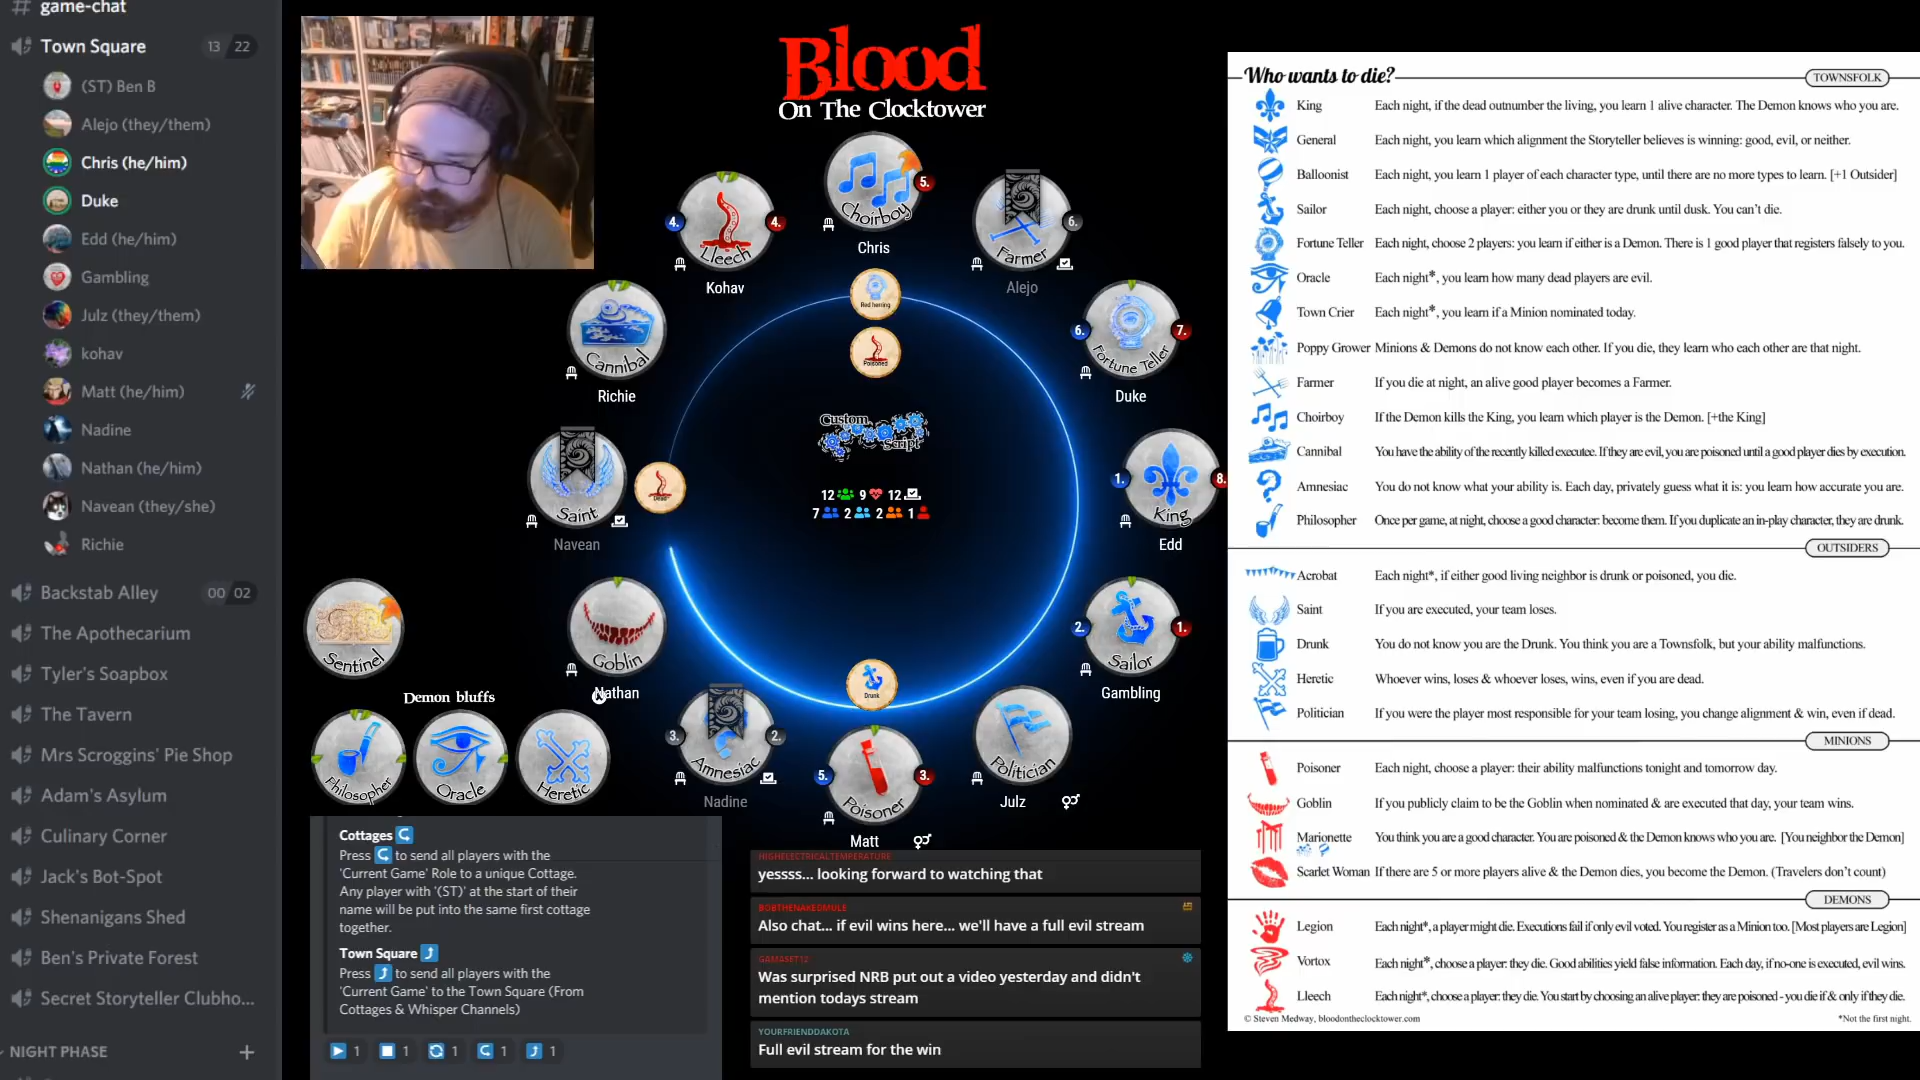 game-chat
Town Square 13 22
(ST) Ben B
Alejo (they/them)
Chris (he/him)
Duke
Edd (he/him)
Gambling
Julz (they/them)
kohav
Matt (he/him)
Nadine
Nathan (he/him)
Navean (they/she)
Richie
Backstab Alley 00 02
The Apothecarium
Tyler's Soapbox
The Tavern
Mrs Scroggins' Pie Shop
Adam's Asylum
Culinary Corner
Jack's Bot-Spot
Shenanigans Shed
Ben's Private Forest
Secret Storyteller Clubho...
NIGHT PHASE
Blood
On The Clocktower
Choirboy
5.
Chris
4.
Lleech
4.
Kohav
Farmer
6.
Alejo
Red herring
Poisoned
Cannibal
Richie
6.
Fortune Teller
7.
Duke
Custom Script
Saint
Navean
Dead
12 9 12
7 2 2 1
1.
King
8.
Edd
Sentinel
Goblin
Nathan
2.
Sailor
1.
Gambling
Drunk
3.
Amnesiac
2.
Nadine
5.
Poisoner
3.
Matt
Politician
Julz
Demon bluffs
Philosopher
Oracle
Heretic
Cottages
Press to send all players with the
'Current Game' Role to a unique Cottage.
Any player with '(ST)' at the start of their
name will be put into the same first cottage
together.
Town Square
Press to send all players with the
'Current Game' to the Town Square (From
Cottages & Whisper Channels)
1 1 1 1 1
HIGHELECTRICALTEMPERATURE
yessss... looking forward to watching that
BOBTHENAKEDMULE
Also chat... if evil wins here... we'll have a full evil stream
GAMASET12
Was surprised NRB put out a video yesterday and didn't
mention todays stream
YOURFRIENDDAKOTA
Full evil stream for the win
Who wants to die?
TOWNSFOLK
King Each night, if the dead outnumber the living, you learn 1 alive character. The Demon knows who you are.
General Each night, you learn which alignment the Storyteller believes is winning: good, evil, or neither.
Balloonist Each night, you learn 1 player of each character type, until there are no more types to learn. [+1 Outsider]
Sailor Each night, choose a player: either you or they are drunk until dusk. You can't die.
Fortune Teller Each night, choose 2 players: you learn if either is a Demon. There is 1 good player that registers falsely to you.
Oracle Each night*, you learn how many dead players are evil.
Town Crier Each night*, you learn if a Minion nominated today.
Poppy Grower Minions & Demons do not know each other. If you die, they learn who each other are that night.
Farmer If you die at night, an alive good player becomes a Farmer.
Choirboy If the Demon kills the King, you learn which player is the Demon. [+the King]
Cannibal You have the ability of the recently killed executee. If they are evil, you are poisoned until a good player dies by execution.
Amnesiac You do not know what your ability is. Each day, privately guess what it is: you learn how accurate you are.
Philosopher Once per game, at night, choose a good character: become them. If you duplicate an in-play character, they are drunk.
OUTSIDERS
Acrobat Each night*, if either good living neighbor is drunk or poisoned, you die.
Saint If you are executed, your team loses.
Drunk You do not know you are the Drunk. You think you are a Townsfolk, but your ability malfunctions.
Heretic Whoever wins, loses & whoever loses, wins, even if you are dead.
Politician If you were the player most responsible for your team losing, you change alignment & win, even if dead.
MINIONS
Poisoner Each night, choose a player: their ability malfunctions tonight and tomorrow day.
Goblin If you publicly claim to be the Goblin when nominated & are executed that day, your team wins.
Marionette You think you are a good character. You are poisoned & the Demon knows who you are. [You neighbor the Demon]
Scarlet Woman If there are 5 or more players alive & the Demon dies, you become the Demon. (Travelers don't count)
DEMONS
Legion Each night*, a player might die. Executions fail if only evil voted. You register as a Minion too. [Most players are Legion]
Vortox Each night*, choose a player: they die. Good abilities yield false information. Each day, if no-one is executed, evil wins.
Lleech Each night*, choose a player: they die. You start by choosing an alive player: they are poisoned - you die if & only if they die.
© Steven Medway, bloodontheclocktower.com *Not the first night.